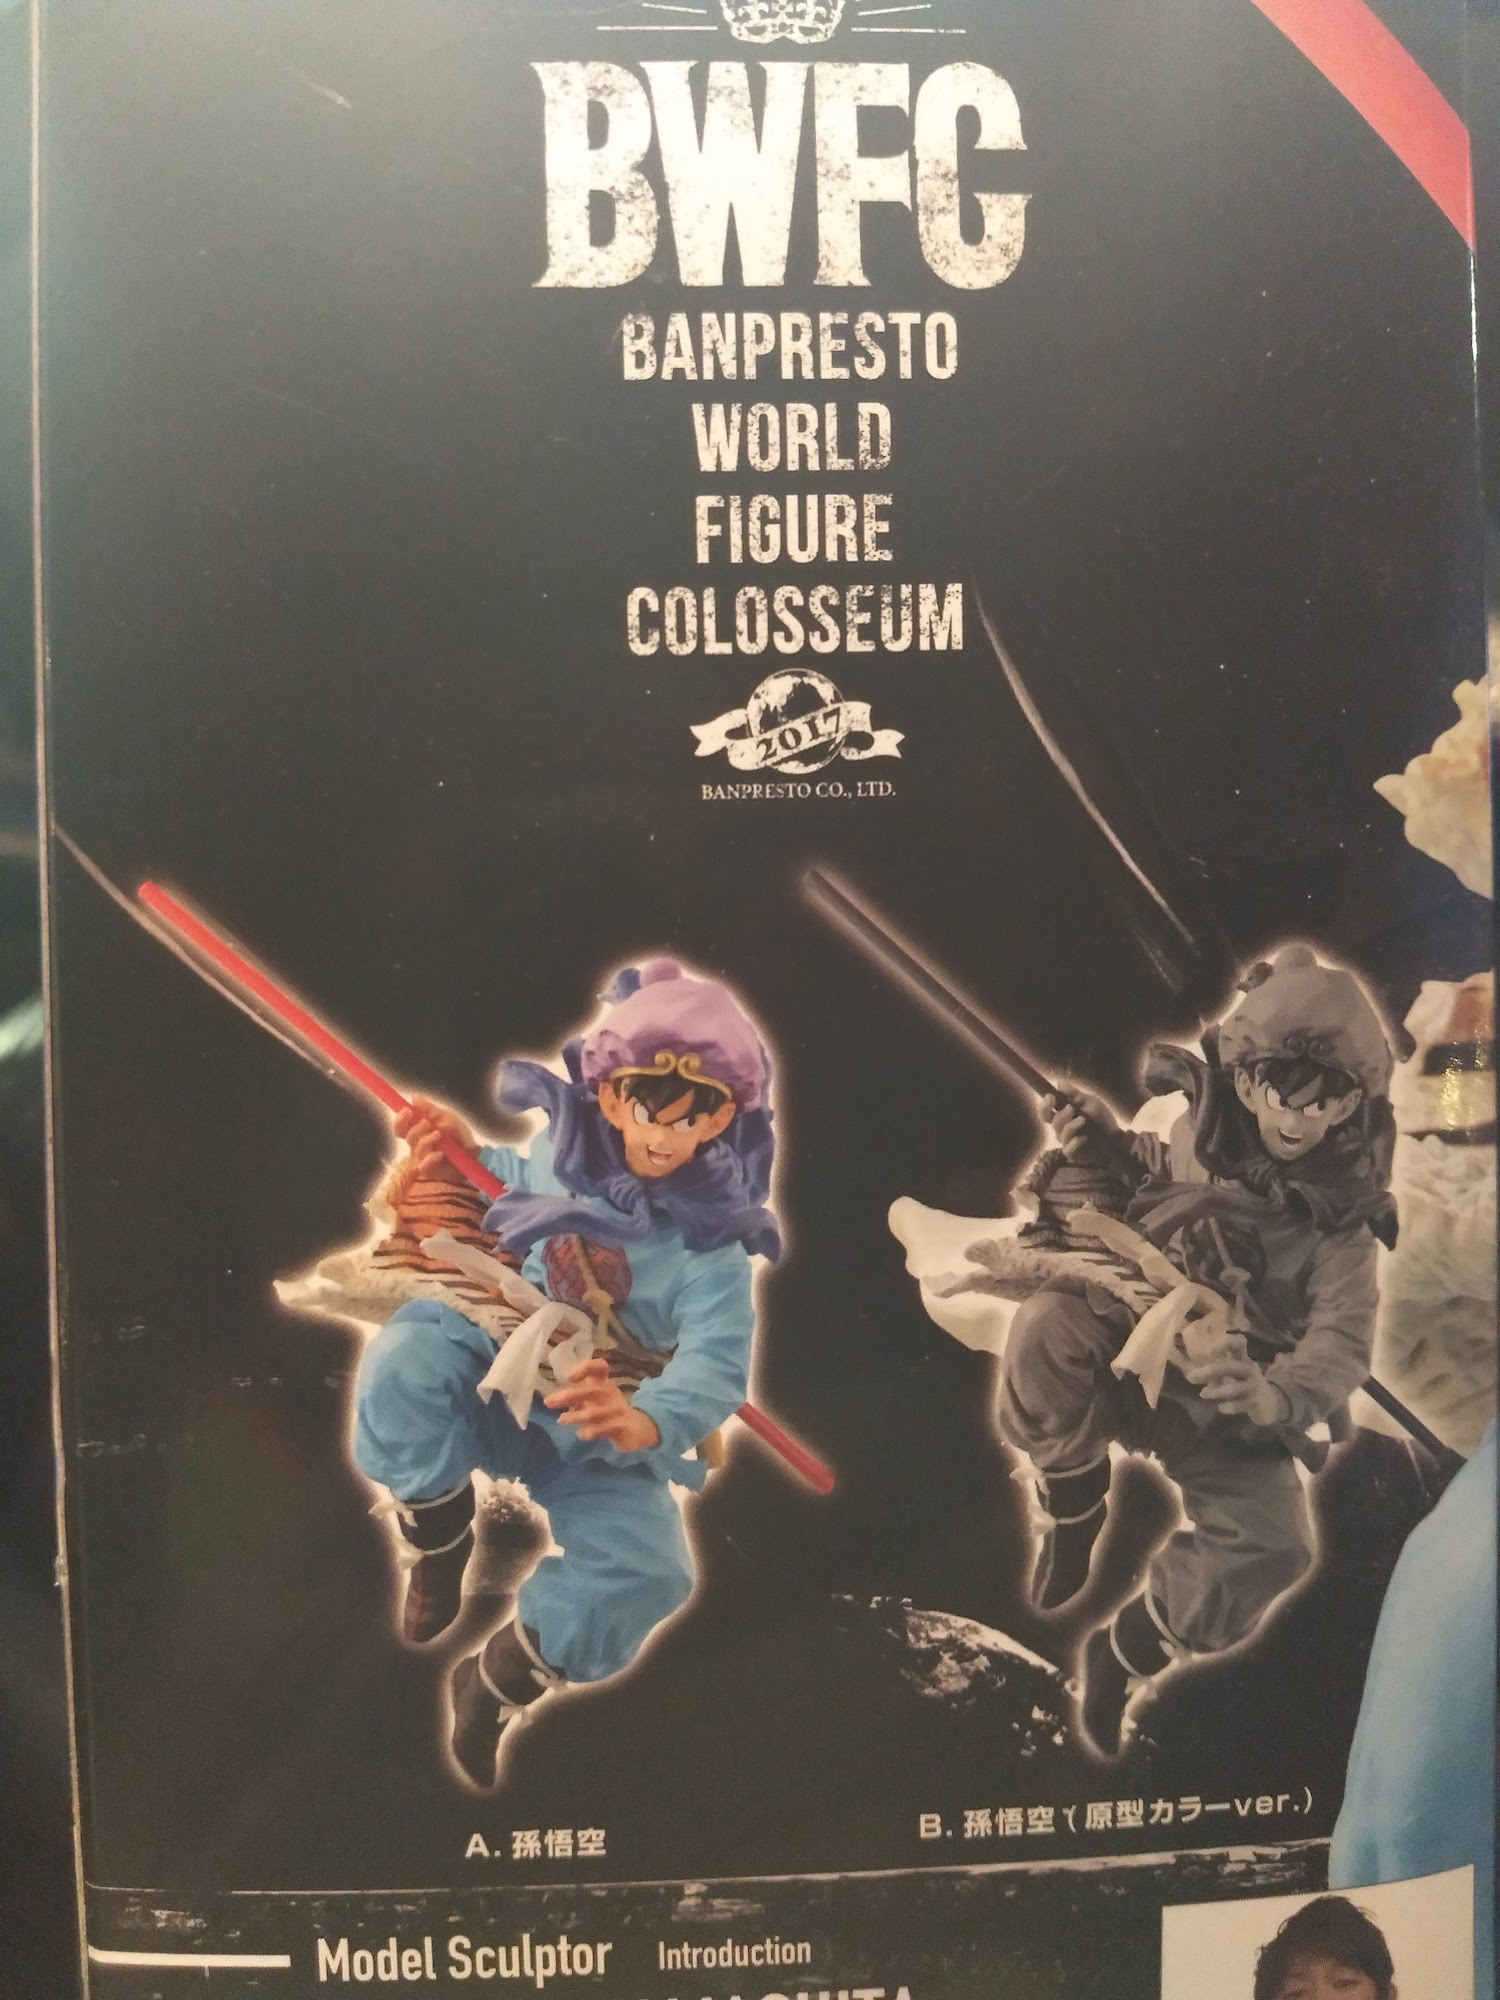 BWFC
BANPRESTO
WORLD
FIGURE
COLOSSEUM
2017
BANPRESTO CO., LTD.
A. 孫悟空
B. 孫悟空 (原型カラーver.)
Model Sculptor Introduction